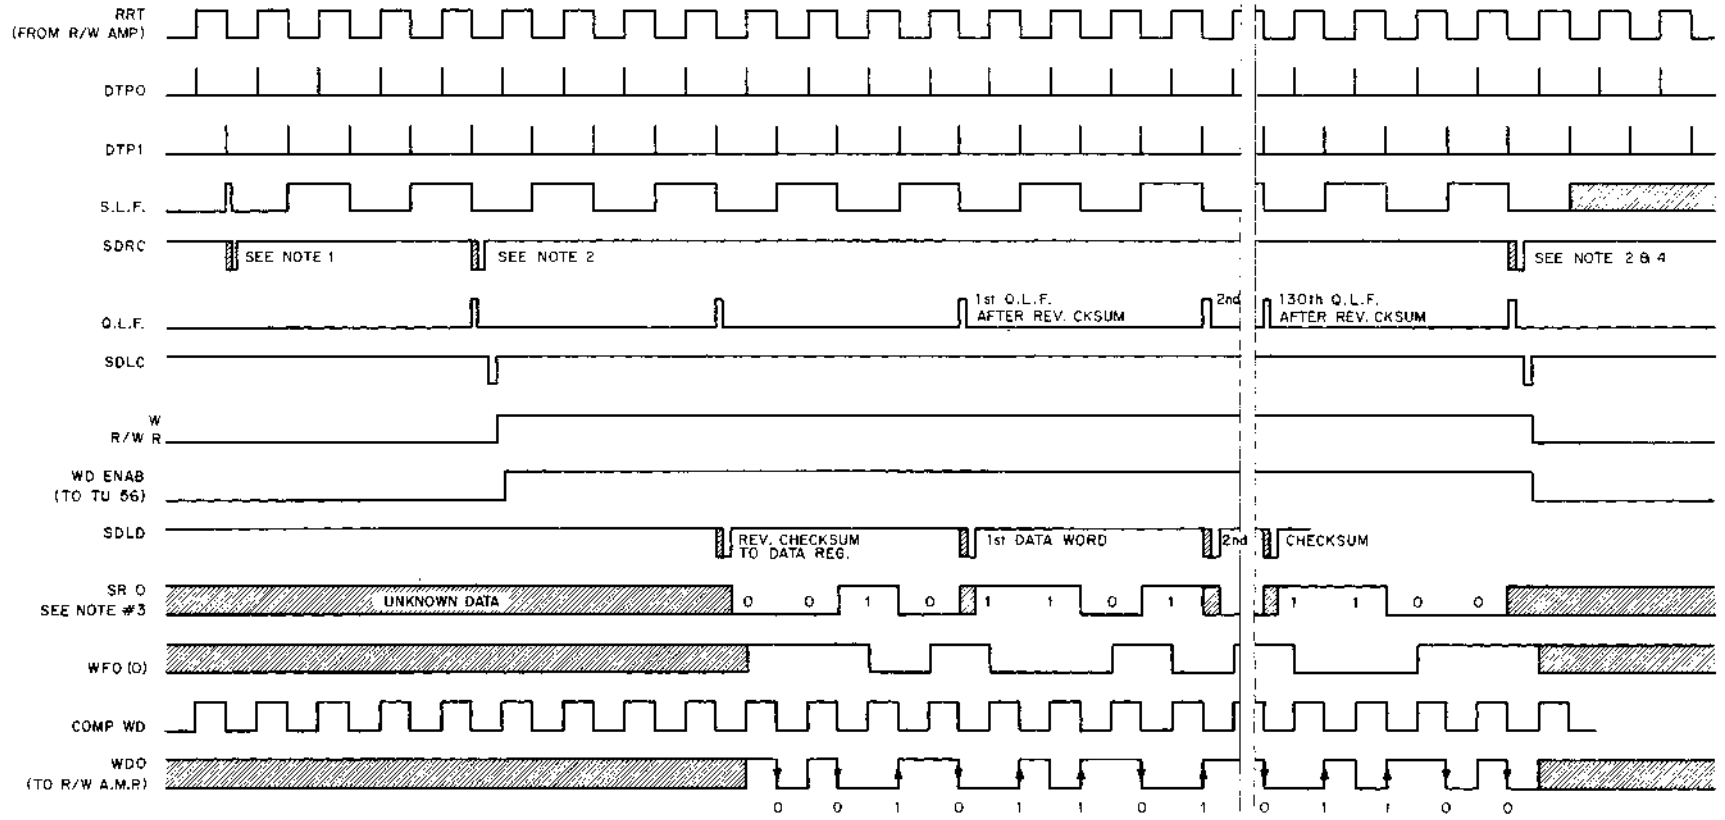 RRT
(FROM R/W AMP)
DTP0
DTP1
S.L.F.
SDRC
SEE NOTE 1
SEE NOTE 2
SEE NOTE 2 & 4
Q.L.F.
1st Q.L.F.
AFTER REV. CKSUM
2nd
130th Q.L.F.
AFTER REV. CKSUM
SDLC
W
R/W R
WD ENAB
(TO TU 56)
SDLD
REV. CHECKSUM
TO DATA REG.
1st DATA WORD
2nd
CHECKSUM
SR O
SEE NOTE #3
UNKNOWN DATA
0 0 1 0 1 1 0 1 1 1 0 0
WFO (O)
COMP WD
WDO
(TO R/W A.M.P.)
0 0 1 0 1 1 0 1 0 1 1 0 0